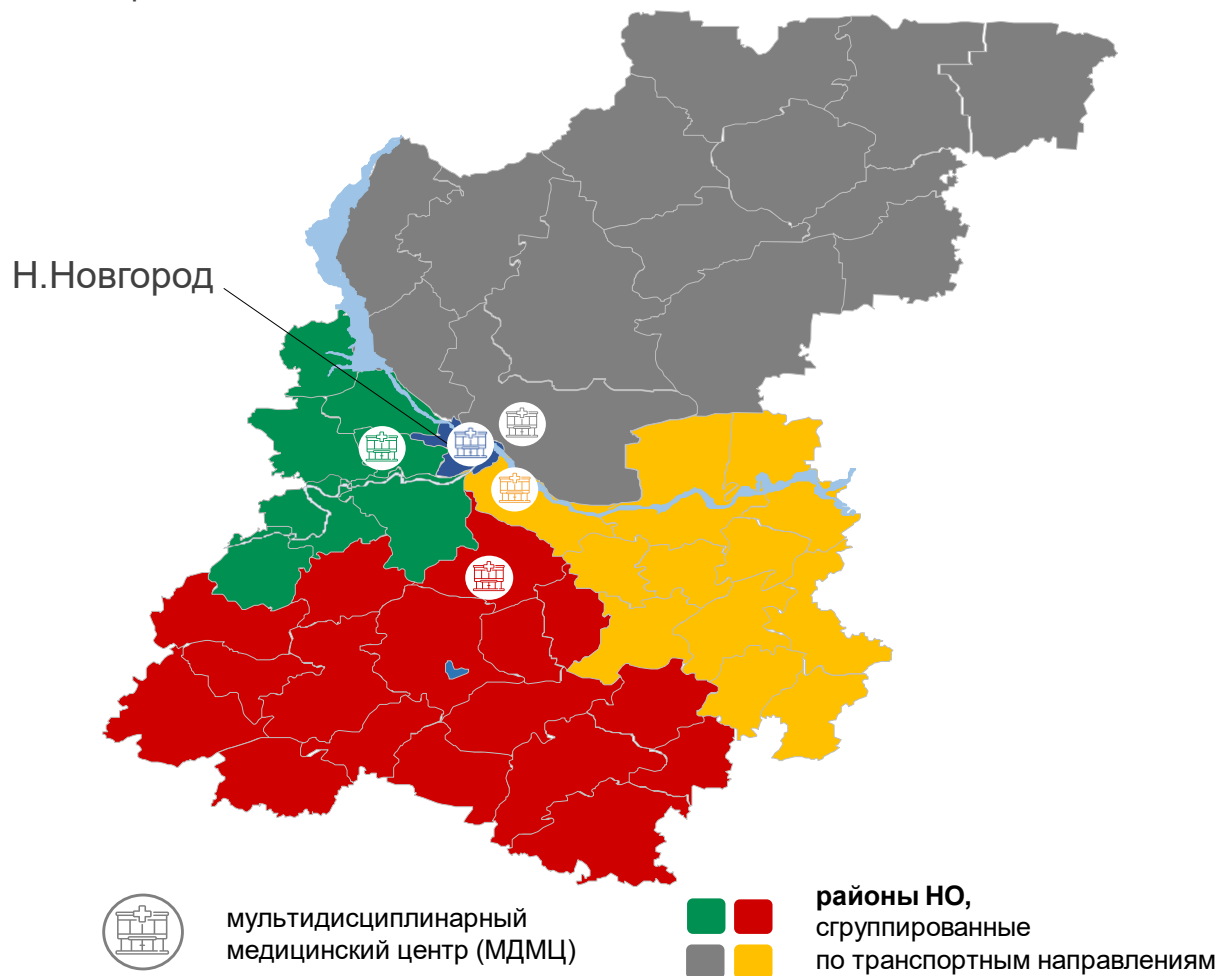 Н.Новгород
мультидисциплинарный
медицинский центр (МДМЦ)
районы НО,
сгруппированные
по транспортным направлениям